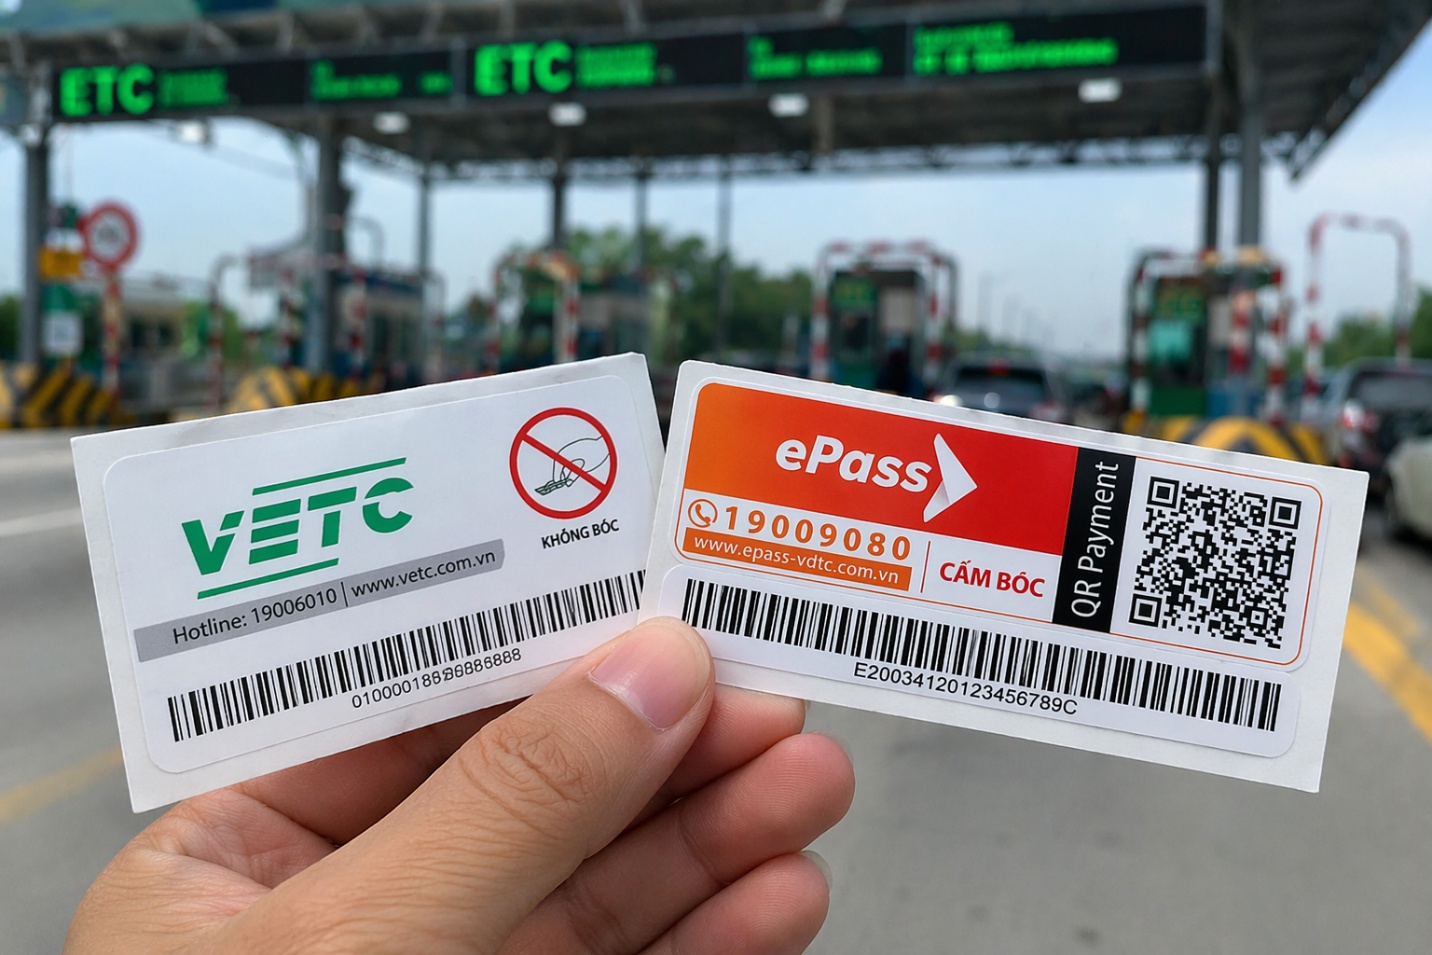 ETC
ETC
VETC
KHÔNG BÓC
Hotline: 19006010 | www.vetc.com.vn
ePass
19009080
www.epass-vdtc.com.vn
CẤM BÓC
QR Payment
E20034120123456789C